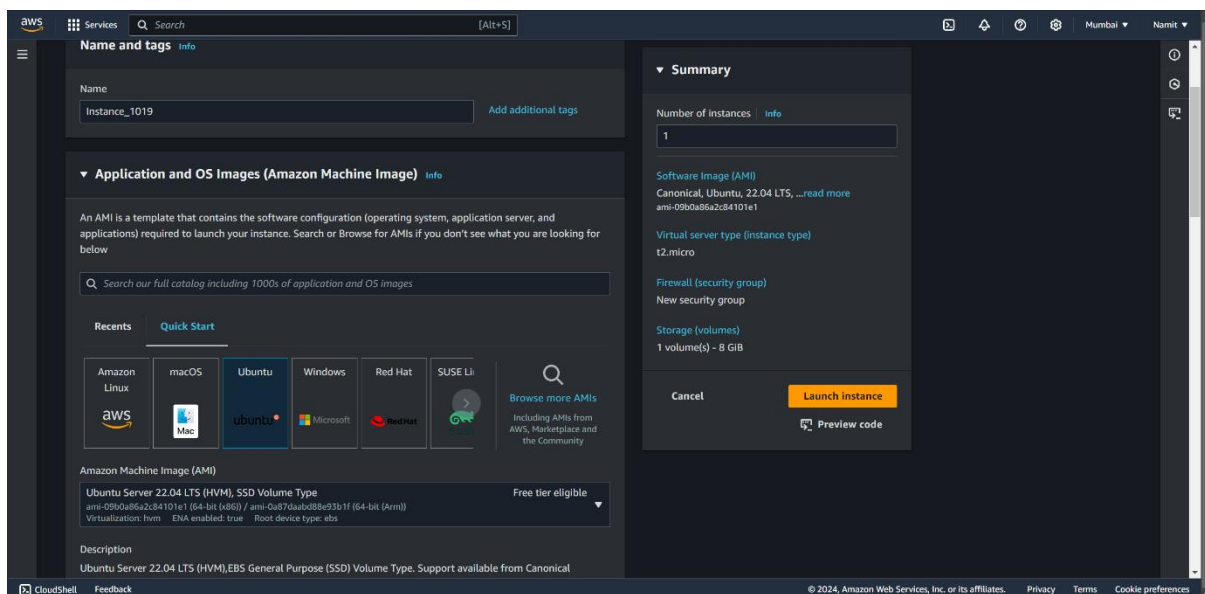 aws Services Search [Alt+S] Mumbai Namit
Name and tags Info
Name
Instance_1019 Add additional tags
Application and OS Images (Amazon Machine Image) Info
An AMI is a template that contains the software configuration (operating system, application server, and
applications) required to launch your instance. Search or Browse for AMIs if you don't see what you are looking for
below
Search our full catalog including 1000s of application and OS images
Recents Quick Start
Amazon
Linux
aws
macOS
Mac
Ubuntu
ubuntu
Windows
Microsoft
Red Hat
Red Hat
SUSE Li
Browse more AMIs
Including AMIs from
AWS, Marketplace and
the Community
Amazon Machine Image (AMI)
Ubuntu Server 22.04 LTS (HVM), SSD Volume Type Free tier eligible
ami-09b0a86a2c84101e1 (64-bit (x86)) / ami-0a87daabd88e93b1f (64-bit (Arm))
Virtualization: hvm ENA enabled: true Root device type: ebs
Description
Ubuntu Server 22.04 LTS (HVM),EBS General Purpose (SSD) Volume Type. Support available from Canonical
Summary
Number of instances Info
1
Software Image (AMI)
Canonical, Ubuntu, 22.04 LTS, ...read more
ami-09b0a86a2c84101e1
Virtual server type (instance type)
t2.micro
Firewall (security group)
New security group
Storage (volumes)
1 volume(s) - 8 GiB
Cancel Launch instance
Preview code
CloudShell Feedback © 2024, Amazon Web Services, Inc. or its affiliates. Privacy Terms Cookie preferences